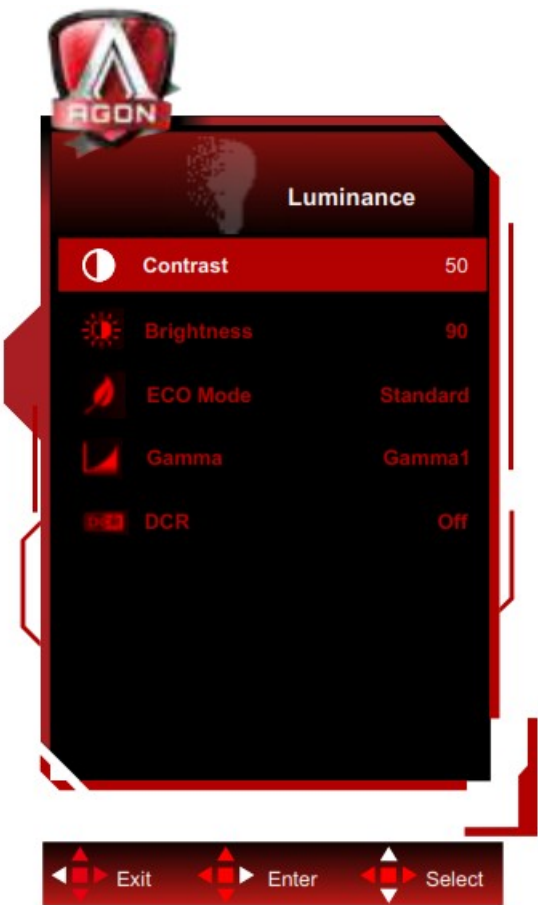 AGON
Luminance
Contrast 50
Brightness 90
ECO Mode Standard
Gamma Gamma1
DCR Off
Exit Enter Select